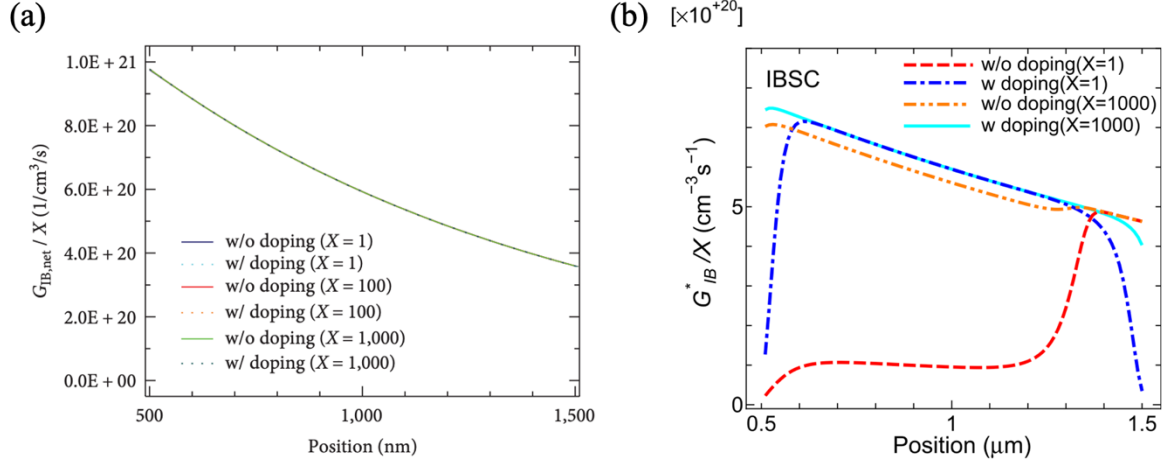 (a)
G_IB,net / X (1/cm³/s)
1.0E + 21
8.0E + 20
6.0E + 20
4.0E + 20
2.0E + 20
0.0E + 00
w/o doping (X = 1)
w/ doping (X = 1)
w/o doping (X = 100)
w/ doping (X = 100)
w/o doping (X = 1,000)
w/ doping (X = 1,000)
500
1,000
1,500
Position (nm)
(b)
[×10⁺²⁰]
IBSC
w/o doping(X=1)
w doping(X=1)
w/o doping(X=1000)
w doping(X=1000)
G*_IB/X (cm⁻³s⁻¹)
5
0
0.5
1
1.5
Position (μm)